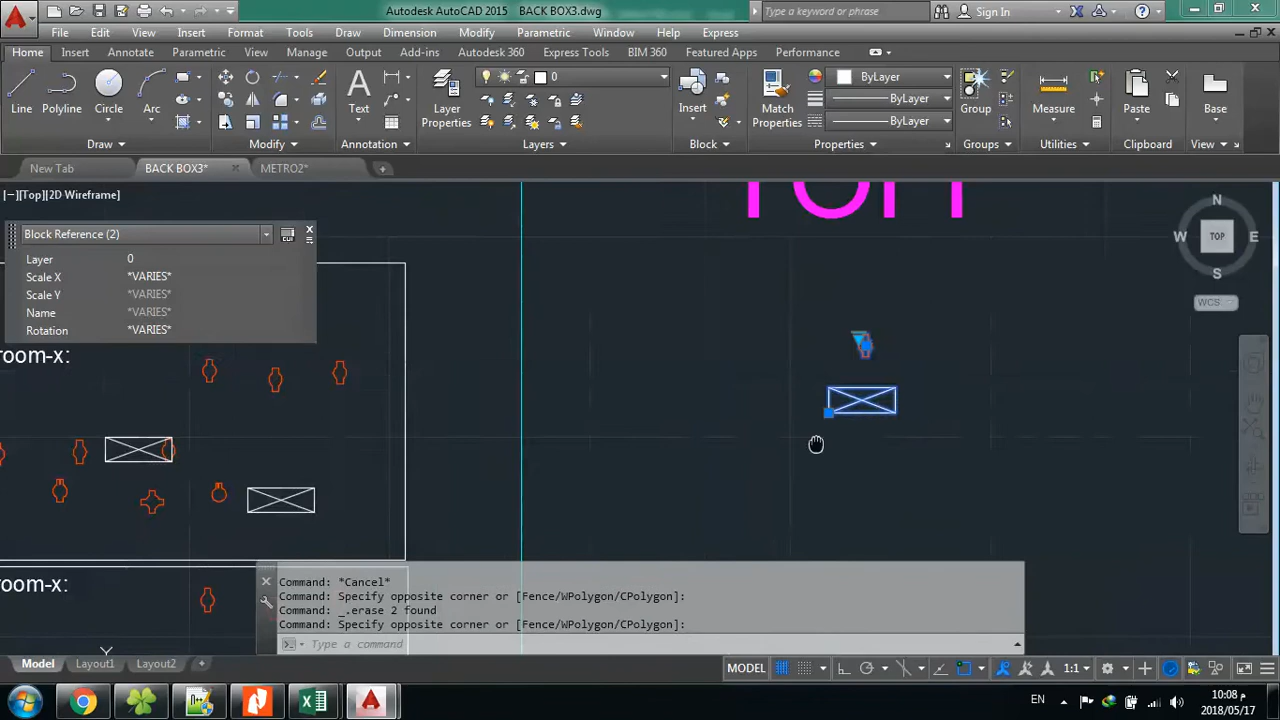 Autodesk AutoCAD 2015 BACK BOX3.dwg
Type a keyword or phrase
Sign In
File Edit View Insert Format Tools Draw Dimension Modify Parametric Window Help Express
Home Insert Annotate Parametric View Manage Output Add-ins Autodesk 360 Express Tools BIM 360 Featured Apps Performance
Line Polyline Circle Arc
Text
Layer Properties
0
Insert
Match Properties
ByLayer
ByLayer
ByLayer
Group
Measure
Paste
Base
Draw Modify Annotation Layers Block Properties Groups Utilities Clipboard View
New Tab BACK BOX3* METRO2*
[−][Top][2D Wireframe]
Block Reference (2)
Layer 0
Scale X *VARIES*
Scale Y *VARIES*
Name *VARIES*
Rotation *VARIES*
N
W TOP E
S
WCS
room-x:
room-x:
Command: *Cancel*
Command: Specify opposite corner or [Fence/WPolygon/CPolygon]:
Command: _.erase 2 found
Command: Specify opposite corner or [Fence/WPolygon/CPolygon]:
Type a command
Model Layout1 Layout2
MODEL
1:1
EN
10:08 م
2018/05/17